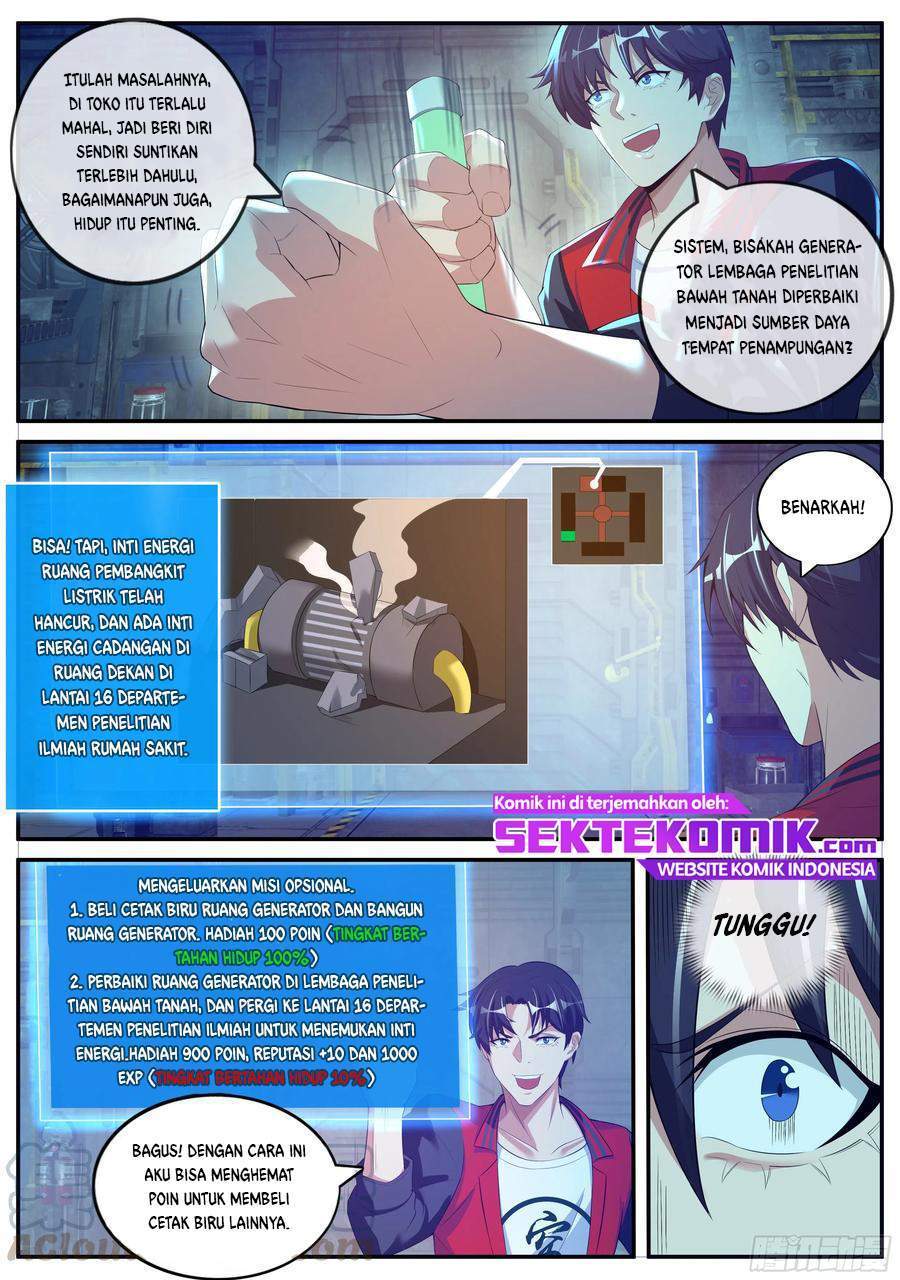 ITULAH MASALAHNYA,
DI TOKO ITU TERLALU
MAHAL, JADI BERI DIRI
SENDIRI SUNTIKAN
TERLEBIH DAHULU,
BAGAIMANAPUN JUGA,
HIDUP ITU PENTING.
SISTEM, BISAKAH GENERA-
TOR LEMBAGA PENELITIAN
BAWAH TANAH DIPERBAIKI
MENJADI SUMBER DAYA
TEMPAT PENAMPUNGAN?
BISA! TAPI, INTI ENERGI
RUANG PEMBANGKIT
LISTRIK TELAH
HANCUR, DAN ADA INTI
ENERGI CADANGAN DI
RUANG DEKAN DI
LANTAI 16 DEPARTE-
MEN PENELITIAN
ILMIAH RUMAH SAKIT.
BENARKAH!
Komik ini di terjemahkan oleh:
SEKTEKOMIK.com
WEBSITE KOMIK INDONESIA
MENGELUARKAN MISI OPSIONAL.
1. BELI CETAK BIRU RUANG GENERATOR DAN BANGUN
RUANG GENERATOR. HADIAH 100 POIN (TINGKAT BER-
TAHAN HIDUP 100%)
2. PERBAIKI RUANG GENERATOR DI LEMBAGA PENELI-
TIAN BAWAH TANAH, DAN PERGI KE LANTAI 16 DEPAR-
TEMEN PENELITIAN ILMIAH UNTUK MENEMUKAN INTI
ENERGI.HADIAH 900 POIN, REPUTASI +10 DAN 1000
EXP (TINGKAT BERTAHAN HIDUP 10%)
TUNGGU!
BAGUS! DENGAN CARA INI
AKU BISA MENGHEMAT
POIN UNTUK MEMBELI
CETAK BIRU LAINNYA.
空
腾讯动漫